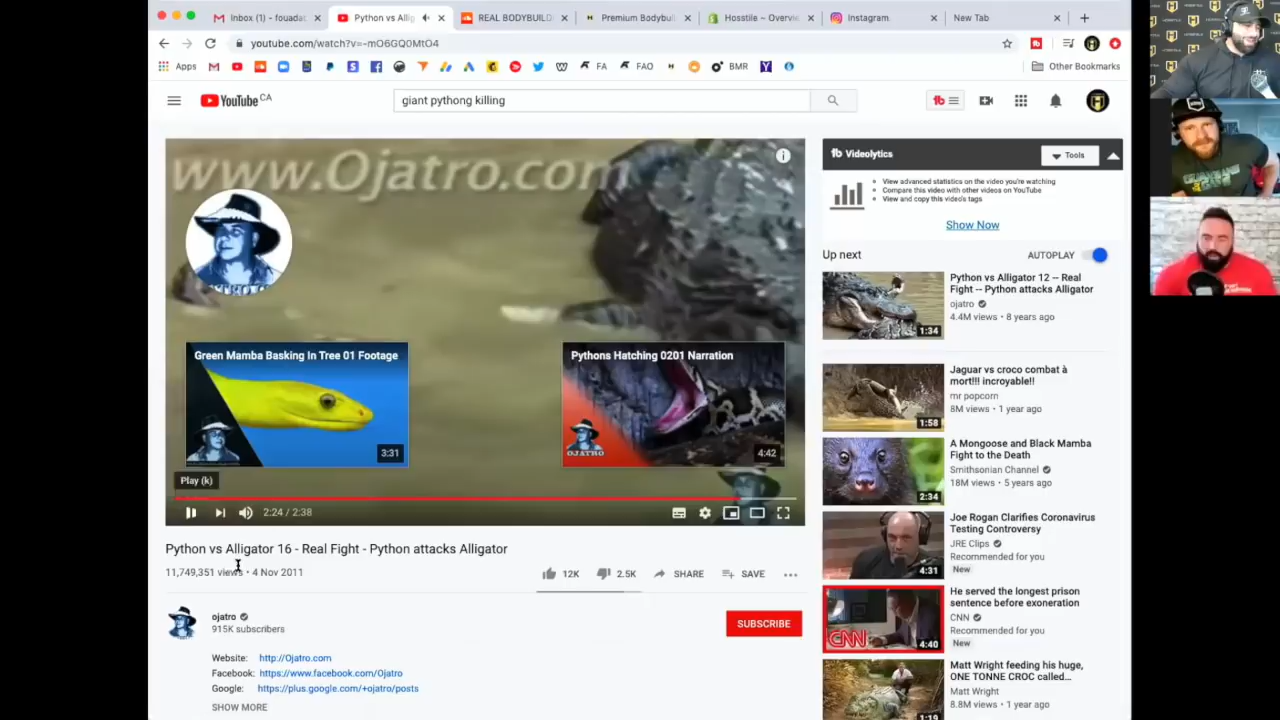 Inbox (1) - fouadab
Python vs Allig
REAL BODYBUILD
Premium Bodybuil
Hosstile ~ Overvie
Instagram
New Tab
youtube.com/watch?v=-mO6GQ0MtO4
Apps
FA
FAO
BMR
Other Bookmarks
YouTube CA
giant pythong killing
www.Ojatro.com
Green Mamba Basking In Tree 01 Footage
3:31
Pythons Hatching 0201 Narration
OJATRO
4:42
Play (k)
2:24 / 2:38
Python vs Alligator 16 - Real Fight - Python attacks Alligator
11,749,351 views • 4 Nov 2011
12K
2.5K
SHARE
SAVE
ojatro
915K subscribers
SUBSCRIBE
Website: http://Ojatro.com
Facebook: https://www.facebook.com/Ojatro
Google: https://plus.google.com/+ojatro/posts
SHOW MORE
Videolytics
Tools
View advanced statistics on the video you're watching
Compare this video with other videos on YouTube
View and copy this video's tags
Show Now
Up next
AUTOPLAY
Python vs Alligator 12 -- Real
Fight -- Python attacks Alligator
ojatro
4.4M views • 8 years ago
1:34
Jaguar vs croco combat à
mort!!! incroyable!!
mr popcorn
8M views • 1 year ago
1:58
A Mongoose and Black Mamba
Fight to the Death
Smithsonian Channel
18M views • 5 years ago
2:34
Joe Rogan Clarifies Coronavirus
Testing Controversy
JRE Clips
Recommended for you
New
4:31
He served the longest prison
sentence before exoneration
CNN
Recommended for you
New
CNN
4:40
Matt Wright feeding his huge,
ONE TONNE CROC called...
Matt Wright
8.8M views • 1 year ago
1:19